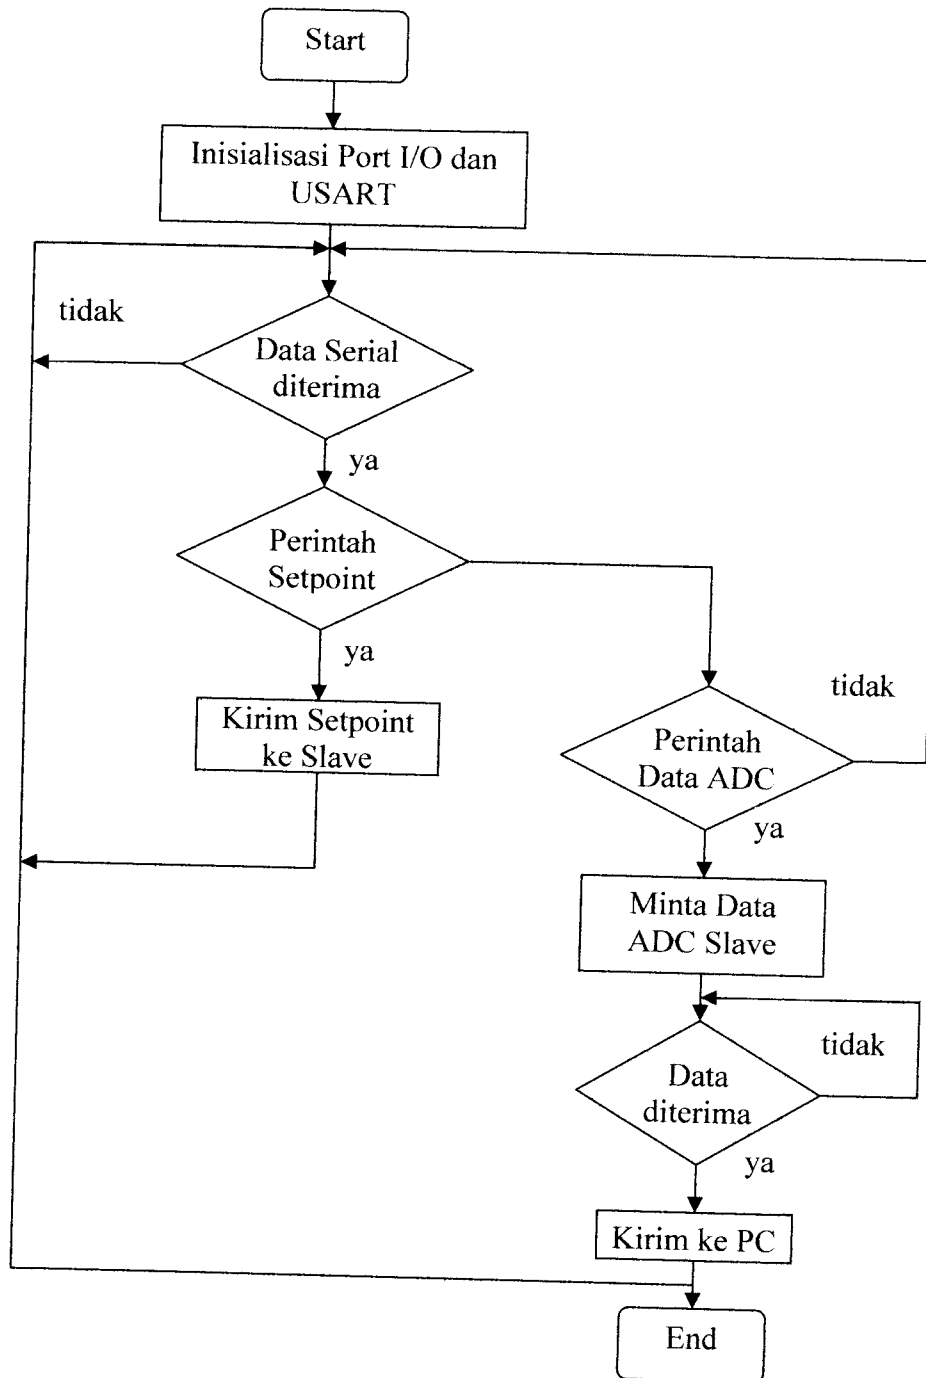 Start
Inisialisasi Port I/O dan
USART
tidak
Data Serial
diterima
ya
Perintah
Setpoint
ya
Kirim Setpoint
ke Slave
tidak
Perintah
Data ADC
ya
Minta Data
ADC Slave
tidak
Data
diterima
ya
Kirim ke PC
End